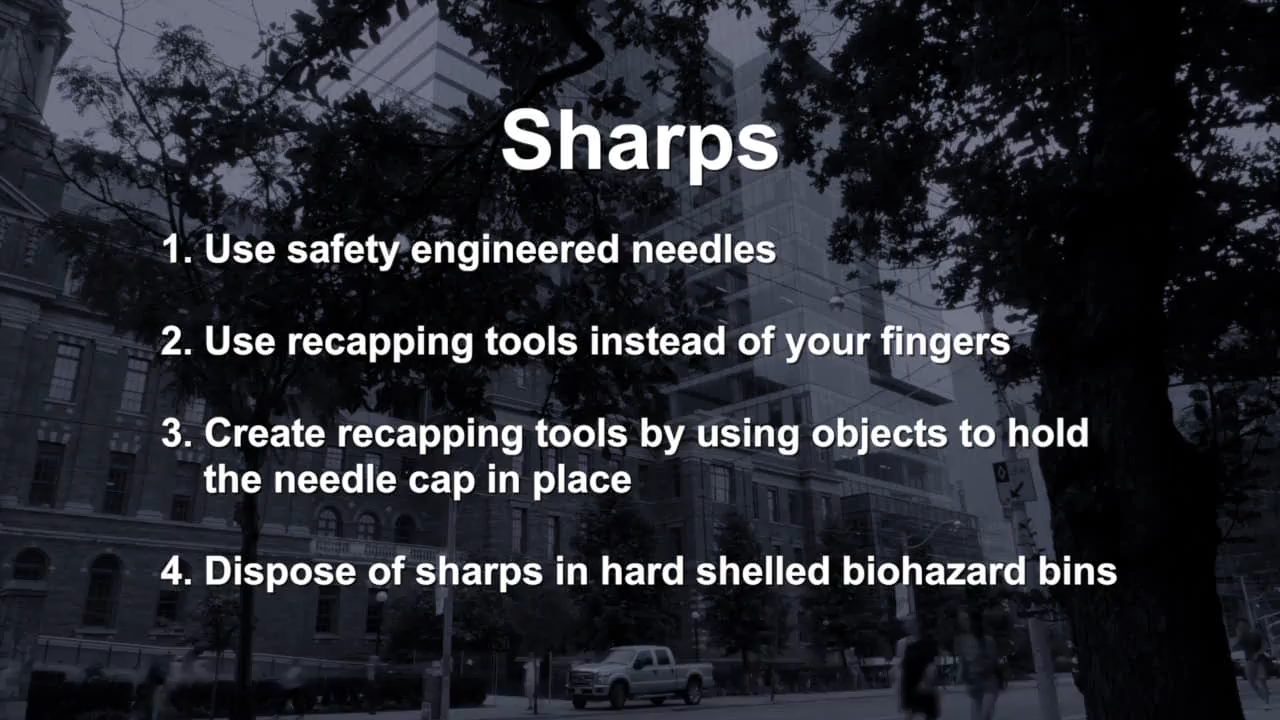 Sharps
1. Use safety engineered needles
2. Use recapping tools instead of your fingers
3. Create recapping tools by using objects to hold
the needle cap in place
4. Dispose of sharps in hard shelled biohazard bins